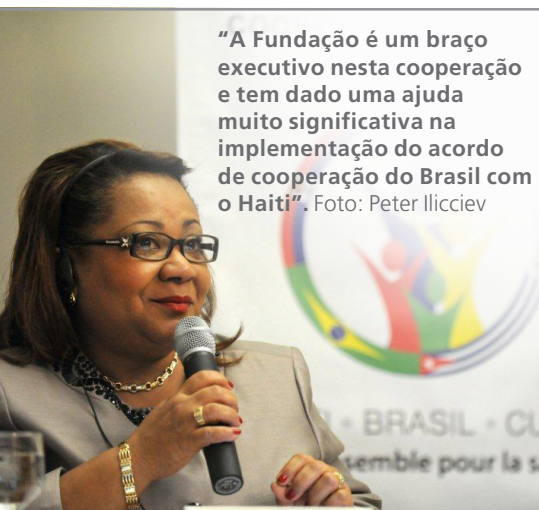 “A Fundação é um braço
executivo nesta cooperação
e tem dado uma ajuda
muito significativa na
implementação do acordo
de cooperação do Brasil com
o Haiti”. Foto: Peter Ilicciev
BRASIL • CU
semble pour la s